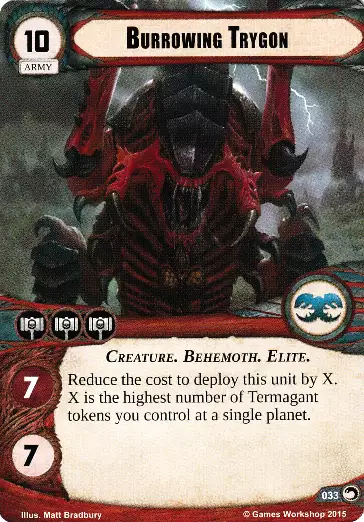 10
BURROWING TRYGON
ARMY
CREATURE. BEHEMOTH. ELITE.
7
Reduce the cost to deploy this unit by X.
X is the highest number of Termagant
tokens you control at a single planet.
7
033
Illus. Matt Bradbury
© Games Workshop 2015